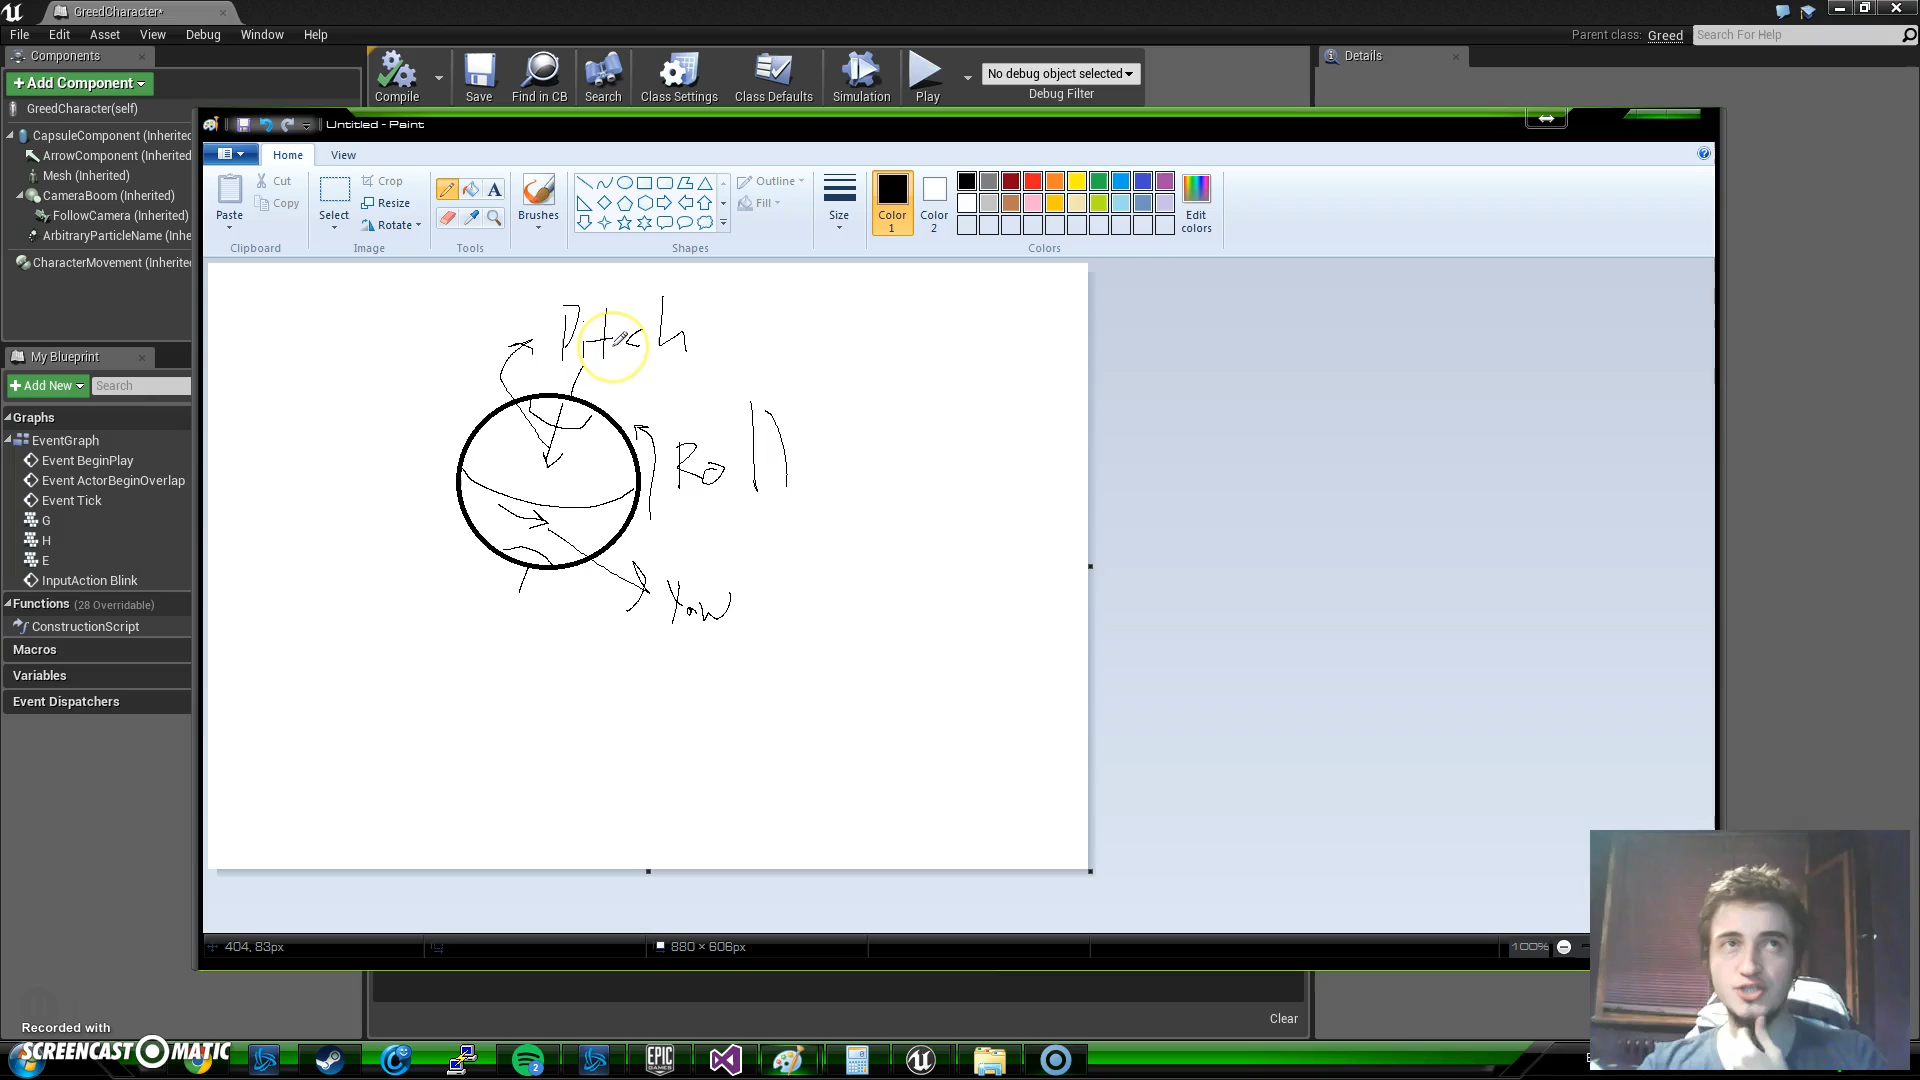 GreedCharacter*
File Edit Asset View Debug Window Help
Parent class: Greed Search For Help
Components
+Add Component
GreedCharacter(self)
CapsuleComponent (Inherited
ArrowComponent (Inherited
Mesh (Inherited)
CameraBoom (Inherited)
FollowCamera (Inherited)
ArbitraryParticleName (Inhe
CharacterMovement (Inherited
Compile Save Find in CB Search Class Settings Class Defaults Simulation Play
No debug object selected
Debug Filter
Details
My Blueprint
+Add New Search
Graphs
EventGraph
Event BeginPlay
Event ActorBeginOverlap
Event Tick
G
H
E
InputAction Blink
Functions (28 Overridable)
ConstructionScript
Macros
Variables
Event Dispatchers
Untitled - Paint
Home View
Paste Cut Copy
Clipboard
Select Crop Resize Rotate
Image
A
Tools
Brushes
Outline Fill
Shapes
Size
Color 1
Color 2
Edit colors
Colors
Pitch
Roll
Yaw
404, 83px
880 × 606px
100%
Clear
Recorded with
SCREENCAST MATIC
2
EPIC GAMES